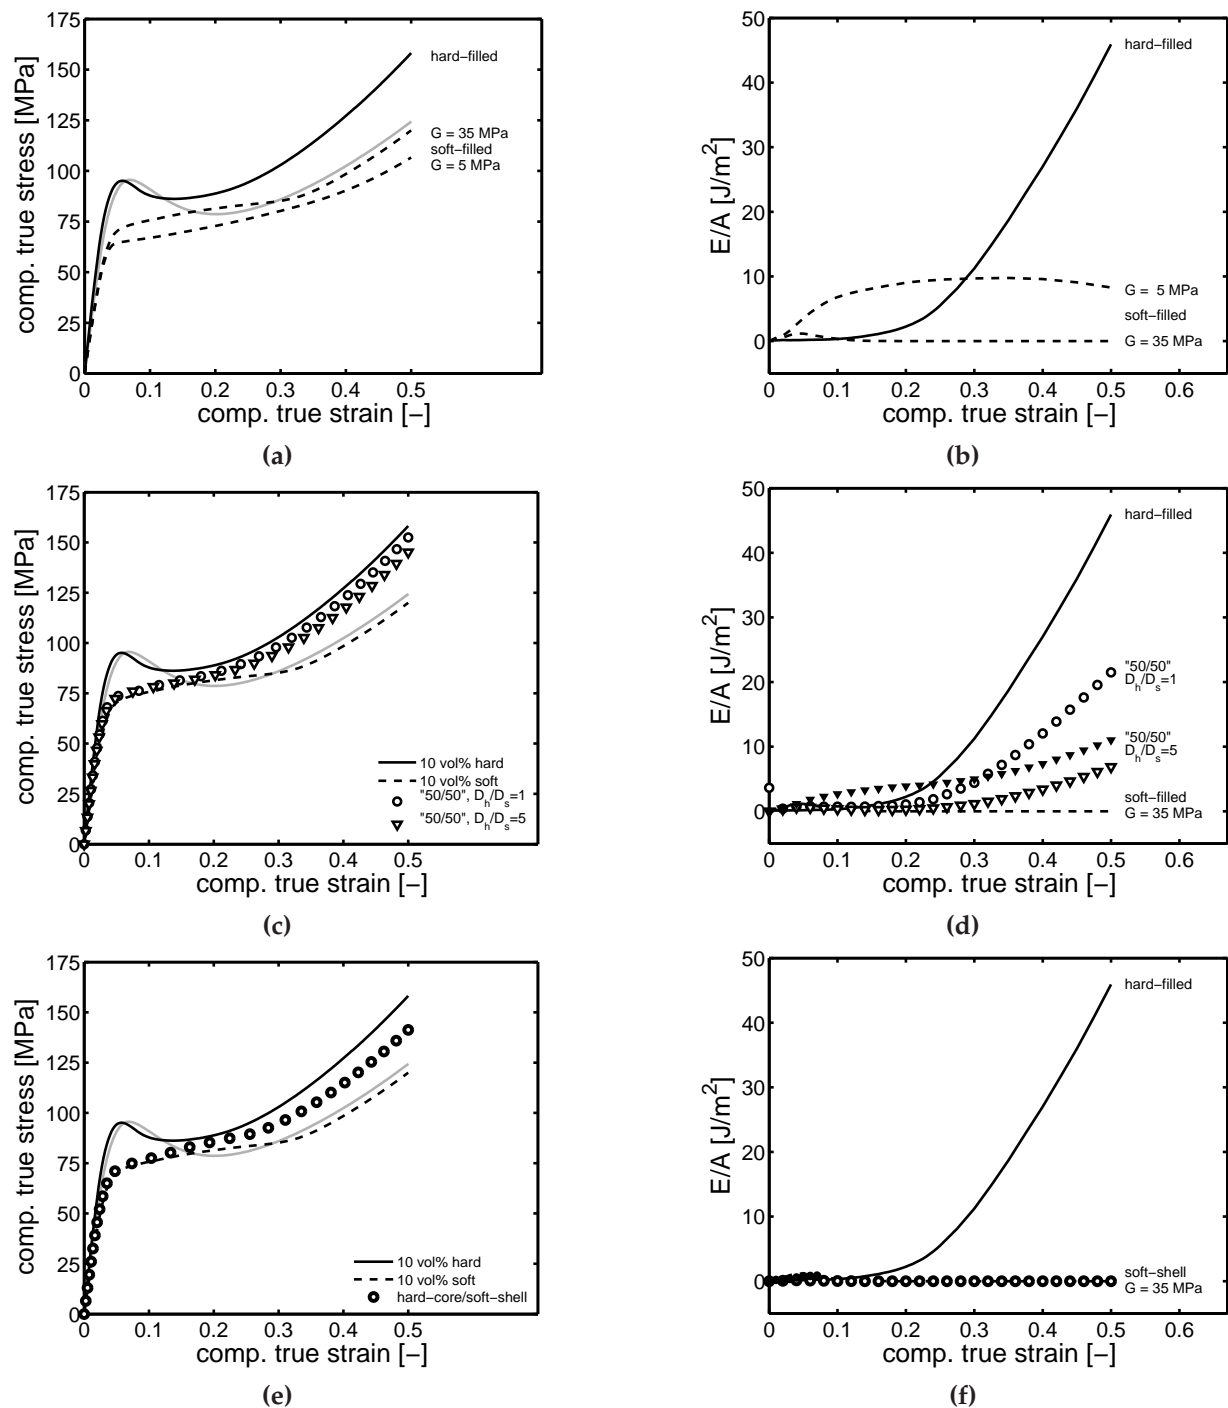 175
150
125
100
75
50
25
0
comp. true stress [MPa]
hard−filled
G = 35 MPa
soft−filled
G = 5 MPa
0 0.1 0.2 0.3 0.4 0.5
comp. true strain [−]
(a)
50
40
30
20
10
0
E/A [J/m2]
hard−filled
G = 5 MPa
soft−filled
G = 35 MPa
0 0.1 0.2 0.3 0.4 0.5 0.6
comp. true strain [−]
(b)
175
150
125
100
75
50
25
0
comp. true stress [MPa]
10 vol% hard
10 vol% soft
"50/50", Dh/Ds=1
"50/50", Dh/Ds=5
0 0.1 0.2 0.3 0.4 0.5
comp. true strain [−]
(c)
50
40
30
20
10
0
E/A [J/m2]
hard−filled
"50/50"
Dh/Ds=1
"50/50"
Dh/Ds=5
soft−filled
G = 35 MPa
0 0.1 0.2 0.3 0.4 0.5 0.6
comp. true strain [−]
(d)
175
150
125
100
75
50
25
0
comp. true stress [MPa]
10 vol% hard
10 vol% soft
hard−core/soft−shell
0 0.1 0.2 0.3 0.4 0.5
comp. true strain [−]
(e)
50
40
30
20
10
0
E/A [J/m2]
hard−filled
soft−shell
G = 35 MPa
0 0.1 0.2 0.3 0.4 0.5 0.6
comp. true strain [−]
(f)